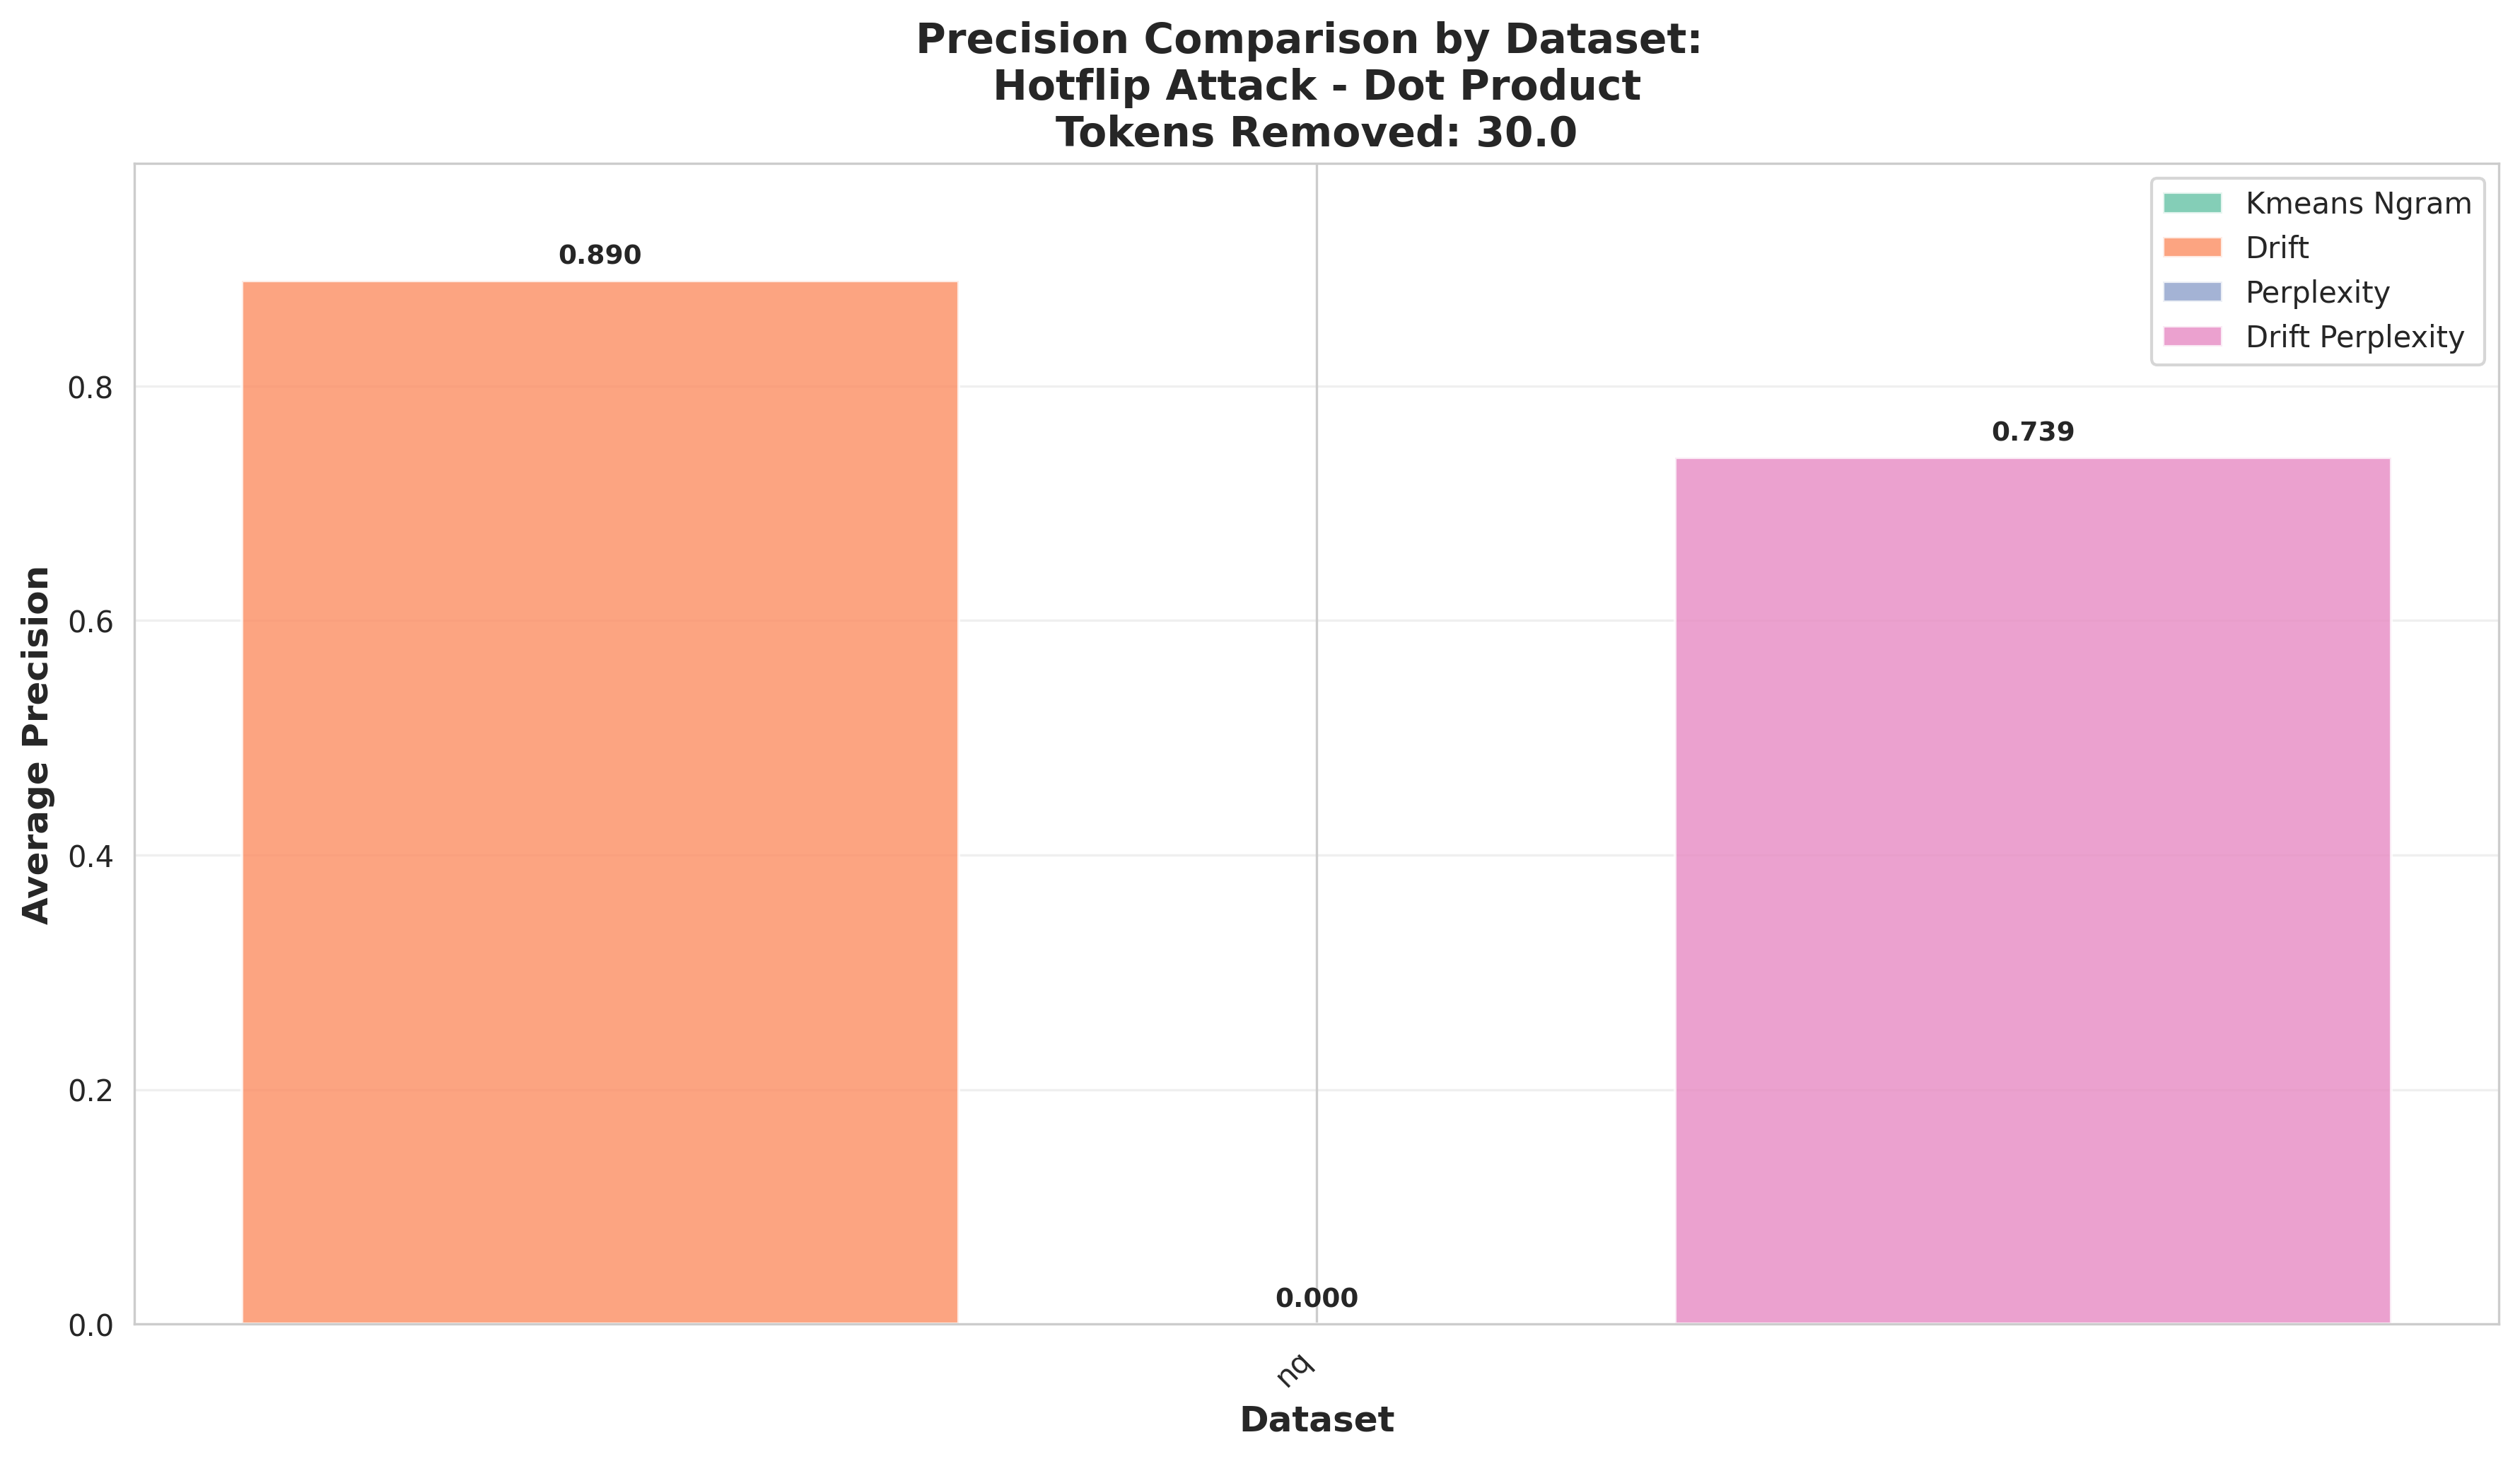 Precision Comparison by Dataset:
Hotflip Attack - Dot Product
Tokens Removed: 30.0
Kmeans Ngram
Drift
Perplexity
Drift Perplexity
0.890
0.739
0.000
0.8
0.6
0.4
0.2
0.0
Average Precision
nq
Dataset